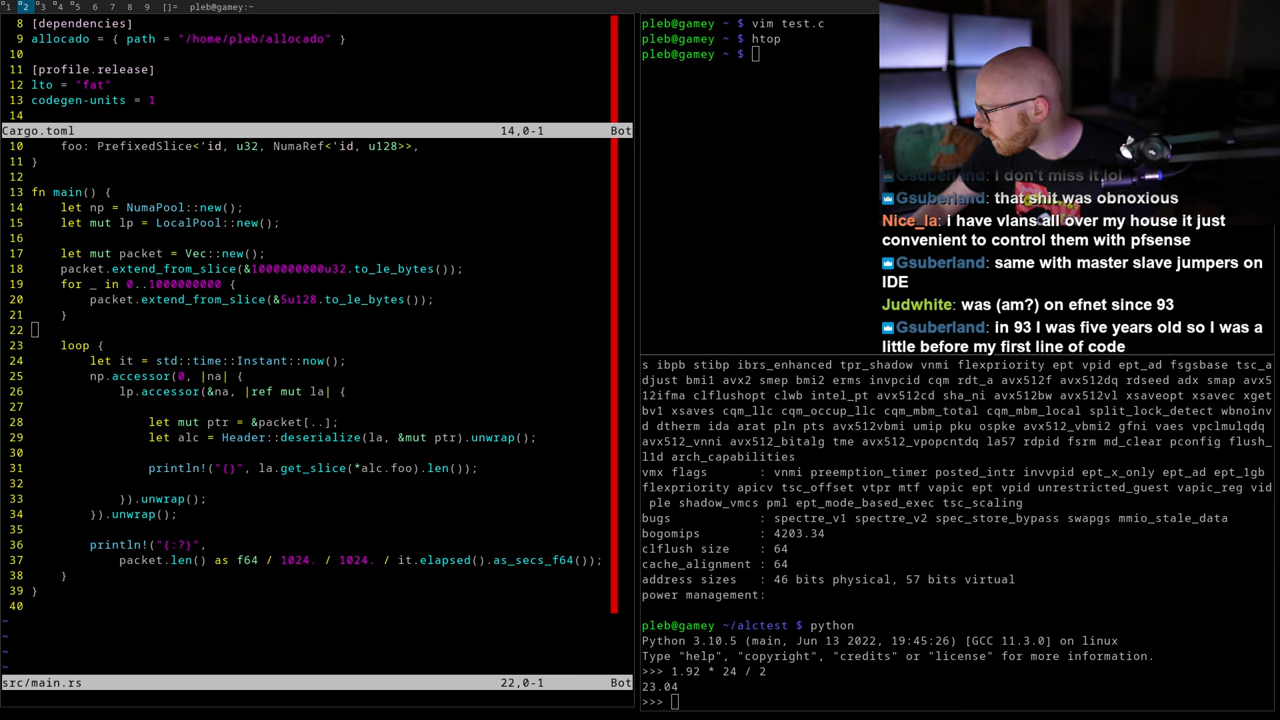 1 2 3 4 5 6 7 8 9 []= pleb@gamey:~
8 [dependencies]
9 allocado = { path = "/home/pleb/allocado" }
10
11 [profile.release]
12 lto = "fat"
13 codegen-units = 1
14
Cargo.toml 14,0-1 Bot
10 foo: PrefixedSlice<'id, u32, NumaRef<'id, u128>>,
11 }
12
13 fn main() {
14 let np = NumaPool::new();
15 let mut lp = LocalPool::new();
16
17 let mut packet = Vec::new();
18 packet.extend_from_slice(&1000000000u32.to_le_bytes());
19 for _ in 0..1000000000 {
20 packet.extend_from_slice(&5u128.to_le_bytes());
21 }
22
23 loop {
24 let it = std::time::Instant::now();
25 np.accessor(0, |na| {
26 lp.accessor(&na, |ref mut la| {
27
28 let mut ptr = &packet[..];
29 let alc = Header::deserialize(la, &mut ptr).unwrap();
30
31 println!("{}", la.get_slice(*alc.foo).len());
32
33 }).unwrap();
34 }).unwrap();
35
36 println!("{:?}",
37 packet.len() as f64 / 1024. / 1024. / it.elapsed().as_secs_f64());
38 }
39 }
40
~
~
~
~
src/main.rs 22,0-1 Bot
pleb@gamey ~ $ vim test.c
pleb@gamey ~ $ htop
pleb@gamey ~ $
Gsuberland: I don't miss it lol
Gsuberland: that shit was obnoxious
Nice_la: i have vlans all over my house it just
convenient to control them with pfsense
Gsuberland: same with master slave jumpers on
IDE
Judwhite: was (am?) on efnet since 93
Gsuberland: in 93 I was five years old so I was a
little before my first line of code
s ibpb stibp ibrs_enhanced tpr_shadow vnmi flexpriority ept vpid ept_ad fsgsbase tsc_a
djust bmi1 avx2 smep bmi2 erms invpcid cqm rdt_a avx512f avx512dq rdseed adx smap avx5
12ifma clflushopt clwb intel_pt avx512cd sha_ni avx512bw avx512vl xsaveopt xsavec xget
bv1 xsaves cqm_llc cqm_occup_llc cqm_mbm_total cqm_mbm_local split_lock_detect wbnoinv
d dtherm ida arat pln pts avx512vbmi umip pku ospke avx512_vbmi2 gfni vaes vpclmulqdq
avx512_vnni avx512_bitalg tme avx512_vpopcntdq la57 rdpid fsrm md_clear pconfig flush_
l1d arch_capabilities
vmx flags : vnmi preemption_timer posted_intr invvpid ept_x_only ept_ad ept_1gb
flexpriority apicv tsc_offset vtpr mtf vapic ept vpid unrestricted_guest vapic_reg vid
ple shadow_vmcs pml ept_mode_based_exec tsc_scaling
bugs : spectre_v1 spectre_v2 spec_store_bypass swapgs mmio_stale_data
bogomips : 4203.34
clflush size : 64
cache_alignment : 64
address sizes : 46 bits physical, 57 bits virtual
power management:
pleb@gamey ~/alctest $ python
Python 3.10.5 (main, Jun 13 2022, 19:45:26) [GCC 11.3.0] on linux
Type "help", "copyright", "credits" or "license" for more information.
>>> 1.92 * 24 / 2
23.04
>>>